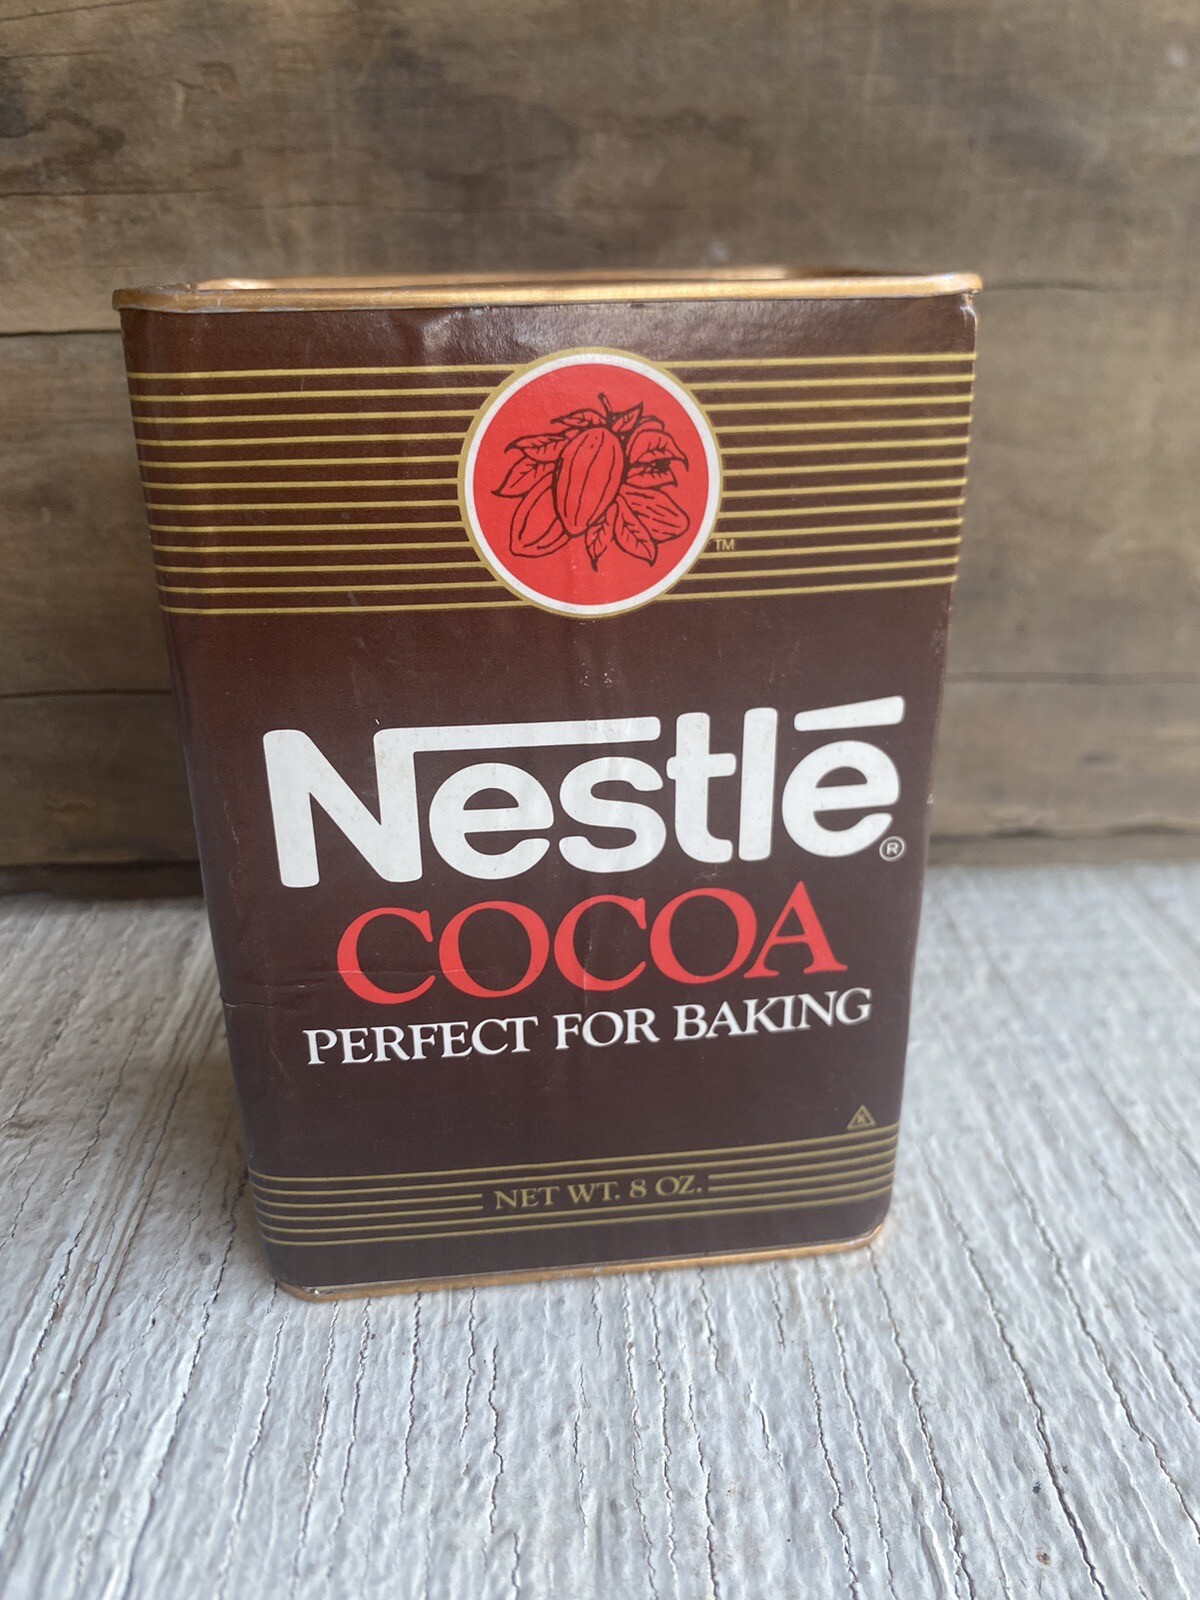 TM
Nestlé®
COCOA
PERFECT FOR BAKING
K
NET WT. 8 OZ.